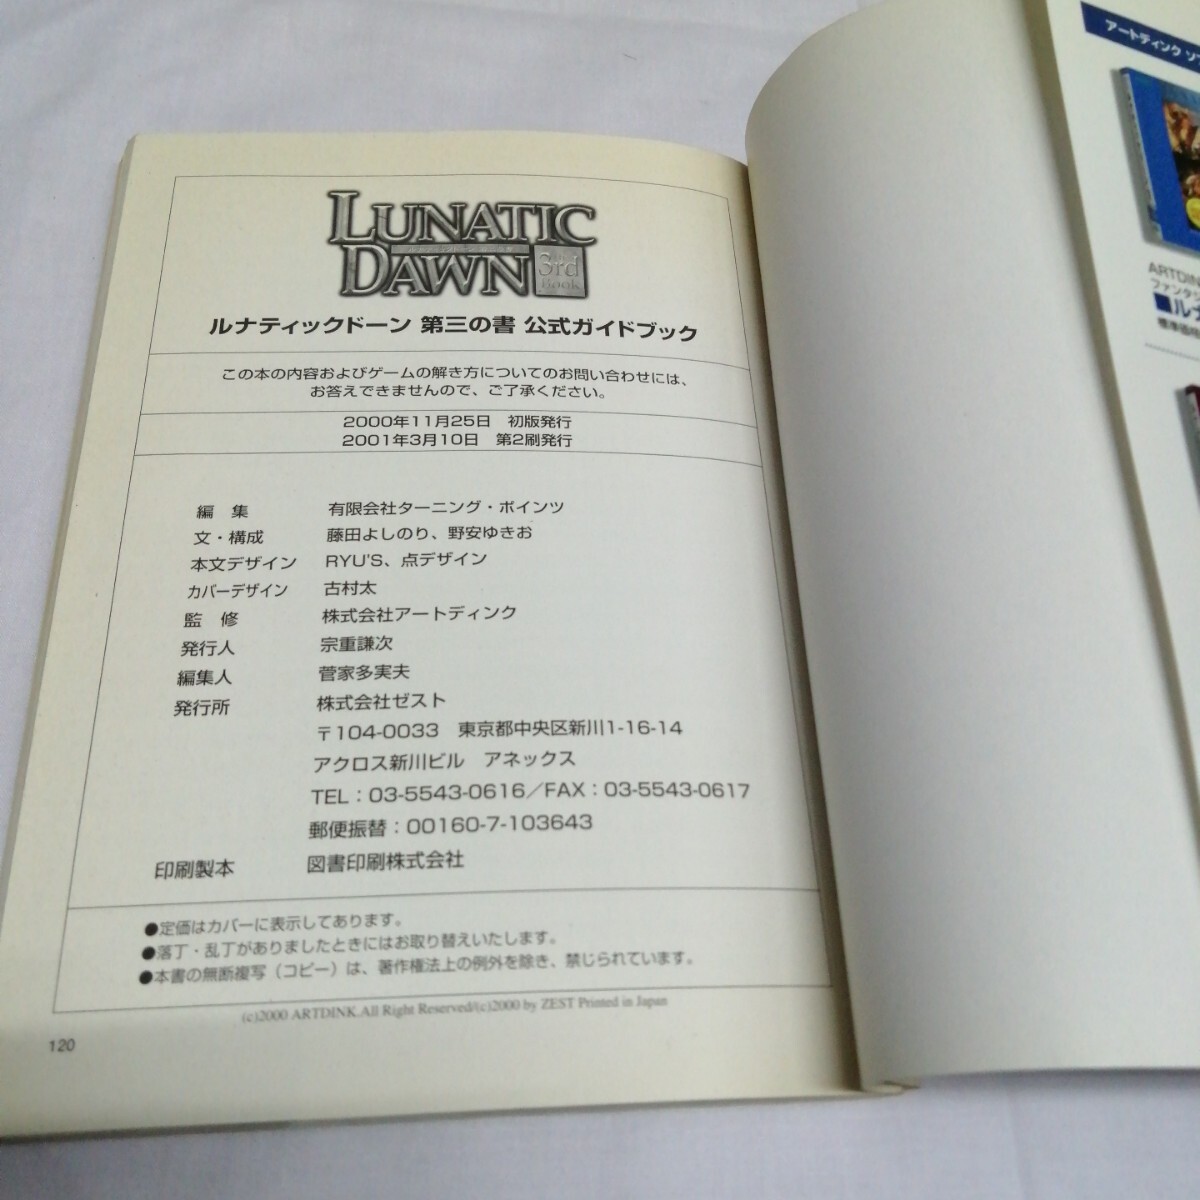 LUNATIC
DAWN 3rd Book
ルナティックドーン 第三の書 公式ガイドブック
この本の内容およびゲームの解き方についてのお問い合わせには、
お答えできませんので、ご了承ください。
2000年11月25日　初版発行
2001年3月10日　第2刷発行
編　集　有限会社ターニング・ポインツ
文・構成　藤田よしのり、野安ゆきお
本文デザイン　RYU'S、点デザイン
カバーデザイン　古村太
監　修　株式会社アートディンク
発行人　宗重謙次
編集人　菅家多実夫
発行所　株式会社ゼスト
〒104-0033　東京都中央区新川1-16-14
アクロス新川ビル　アネックス
TEL：03-5543-0616／FAX：03-5543-0617
郵便振替：00160-7-103643
印刷製本　図書印刷株式会社
●定価はカバーに表示してあります。
●落丁・乱丁がありましたときにはお取り替えいたします。
●本書の無断複写（コピー）は、著作権法上の例外を除き、禁じられています。
(c)2000 ARTDINK.All Right Reserved/(c)2000 by ZEST Printed in Japan
120
アートディンク ソフ
ARTDIN
ファンタジ
■ルナ
標準価格